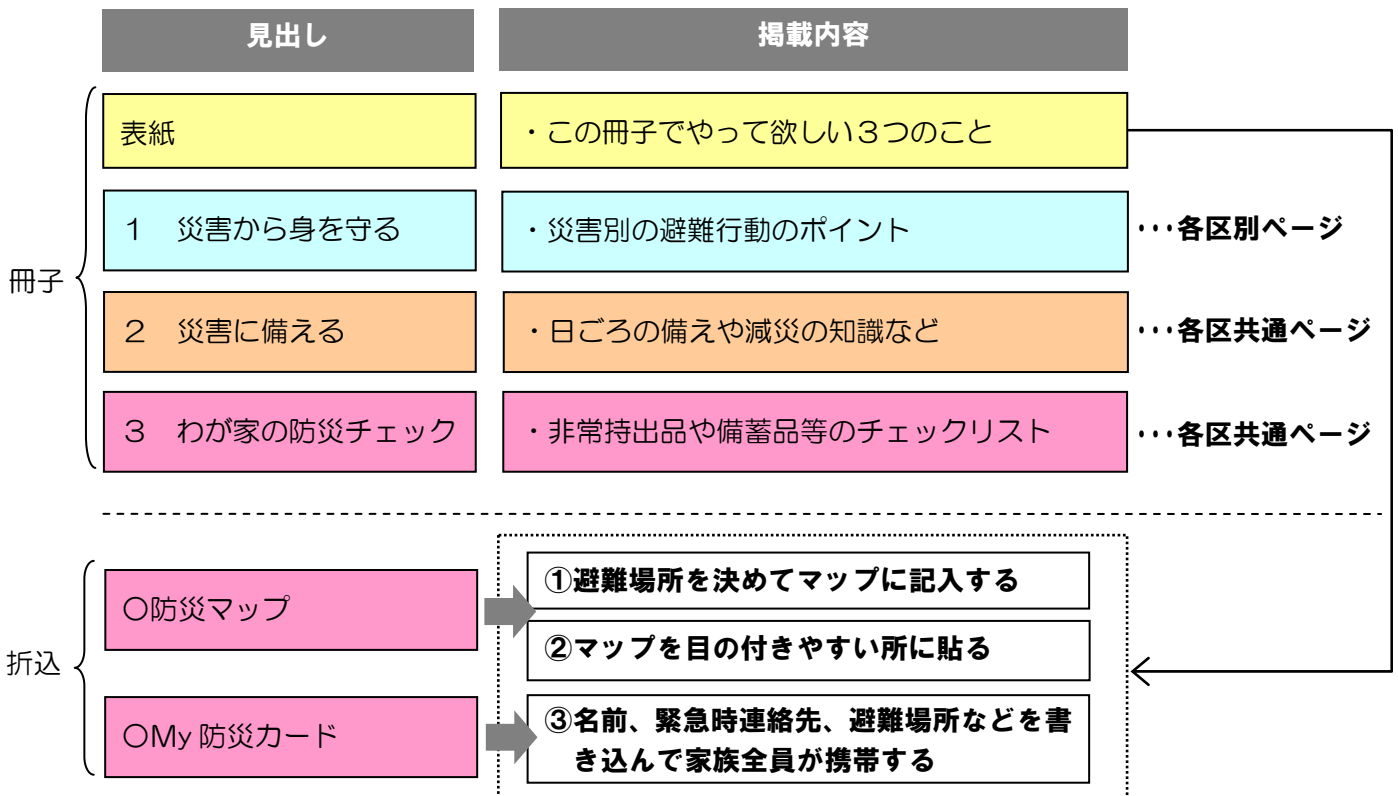 見出し
掲載内容
冊子
表紙
・この冊子でやって欲しい３つのこと
１　災害から身を守る
・災害別の避難行動のポイント
…各区別ページ
２　災害に備える
・日ごろの備えや減災の知識など
…各区共通ページ
３　わが家の防災チェック
・非常持出品や備蓄品等のチェックリスト
…各区共通ページ
折込
〇防災マップ
①避難場所を決めてマップに記入する
②マップを目の付きやすい所に貼る
〇My 防災カード
③名前、緊急時連絡先、避難場所などを書
き込んで家族全員が携帯する